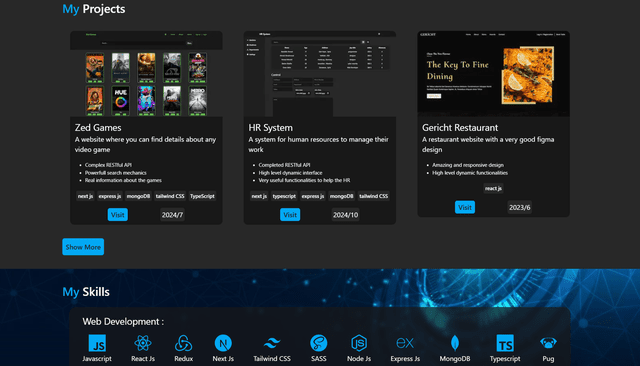 My Projects
Zed Games
A website where you can find details about any
video game
Complex RESTful API
Powerfull search mechanics
Real information about the games
next js express js mongoDB tailwind CSS TypeScript
Visit 2024/7
HR System
HR System
A system for human resources to manage their
work
Completed RESTful API
High level dynamic interface
Very useful functionalities to help the HR
next js typescript express js mongoDB tailwind CSS
Visit 2024/10
GERICHT
The Key To Fine
Dining
Gericht Restaurant
A restaurant website with a very good figma
design
Amazing and responsive design
High level dynamic functionalities
react js
Visit 2023/6
Show More
My Skills
Web Development :
JS TS
Javascript React Js Redux Next Js Tailwind CSS SASS Node Js Express Js MongoDB Typescript Pug